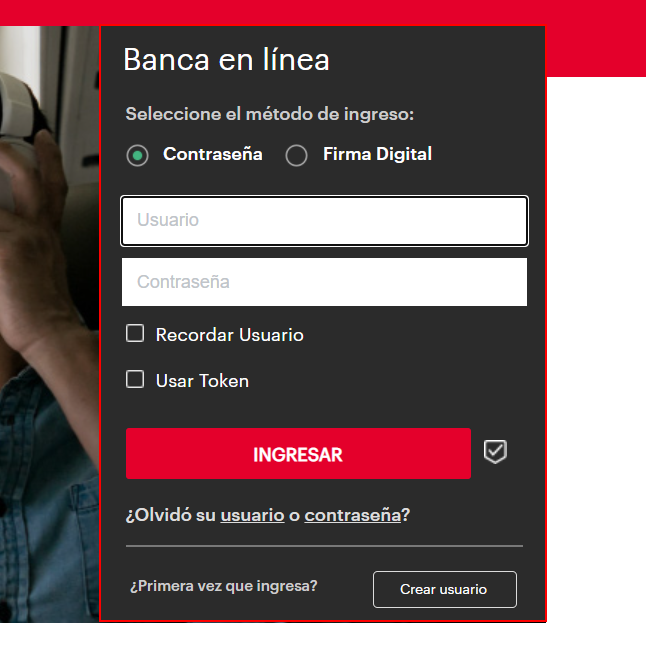 Banca en línea
Seleccione el método de ingreso:
Contraseña Firma Digital
Usuario
Contraseña
Recordar Usuario
Usar Token
INGRESAR
¿Olvidó su usuario o contraseña?
¿Primera vez que ingresa? Crear usuario